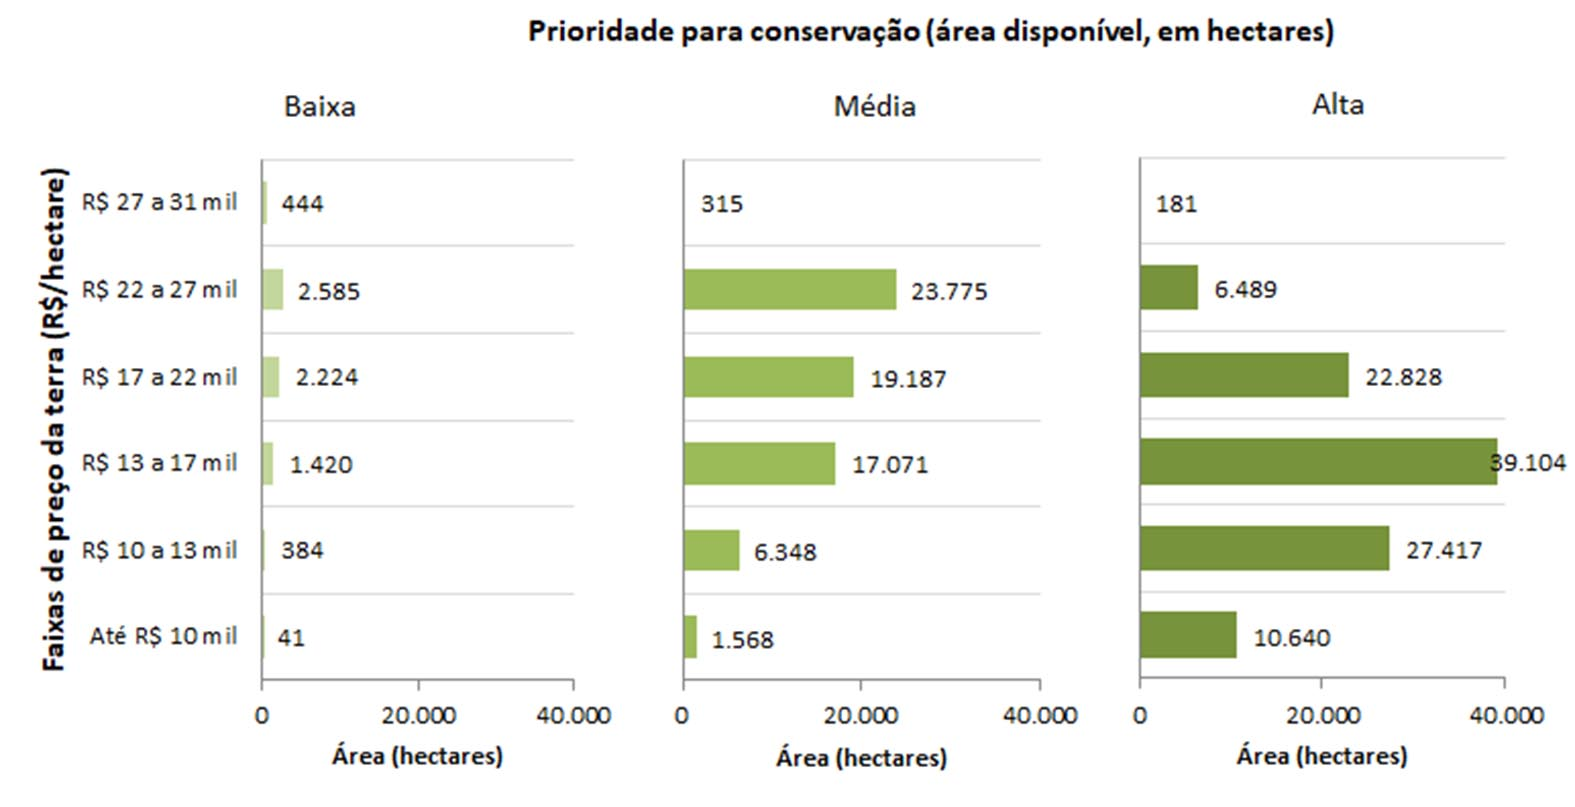 Prioridade para conservação (área disponível, em hectares)
Baixa Média Alta
Faixas de preço da terra (R$/hectare)
R$ 27 a 31 mil 444 315 181
R$ 22 a 27 mil 2.585 23.775 6.489
R$ 17 a 22 mil 2.224 19.187 22.828
R$ 13 a 17 mil 1.420 17.071 39.104
R$ 10 a 13 mil 384 6.348 27.417
Até R$ 10 mil 41 1.568 10.640
0 20.000 40.000 0 20.000 40.000 0 20.000 40.000
Área (hectares) Área (hectares) Área (hectares)